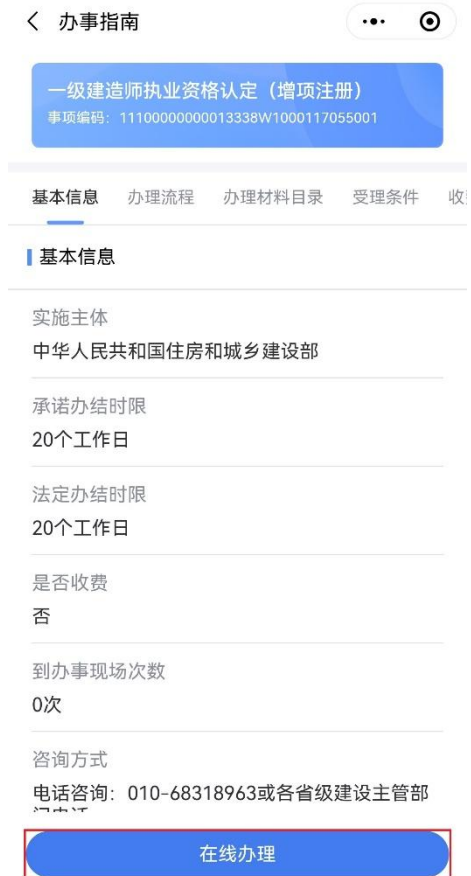 办事指南
一级建造师执业资格认定（增项注册）
事项编码：11100000000013338W1000117055001
基本信息 办理流程 办理材料目录 受理条件 收
基本信息
实施主体
中华人民共和国住房和城乡建设部
承诺办结时限
20个工作日
法定办结时限
20个工作日
是否收费
否
到办事现场次数
0次
咨询方式
电话咨询：010-68318963或各省级建设主管部
在线办理